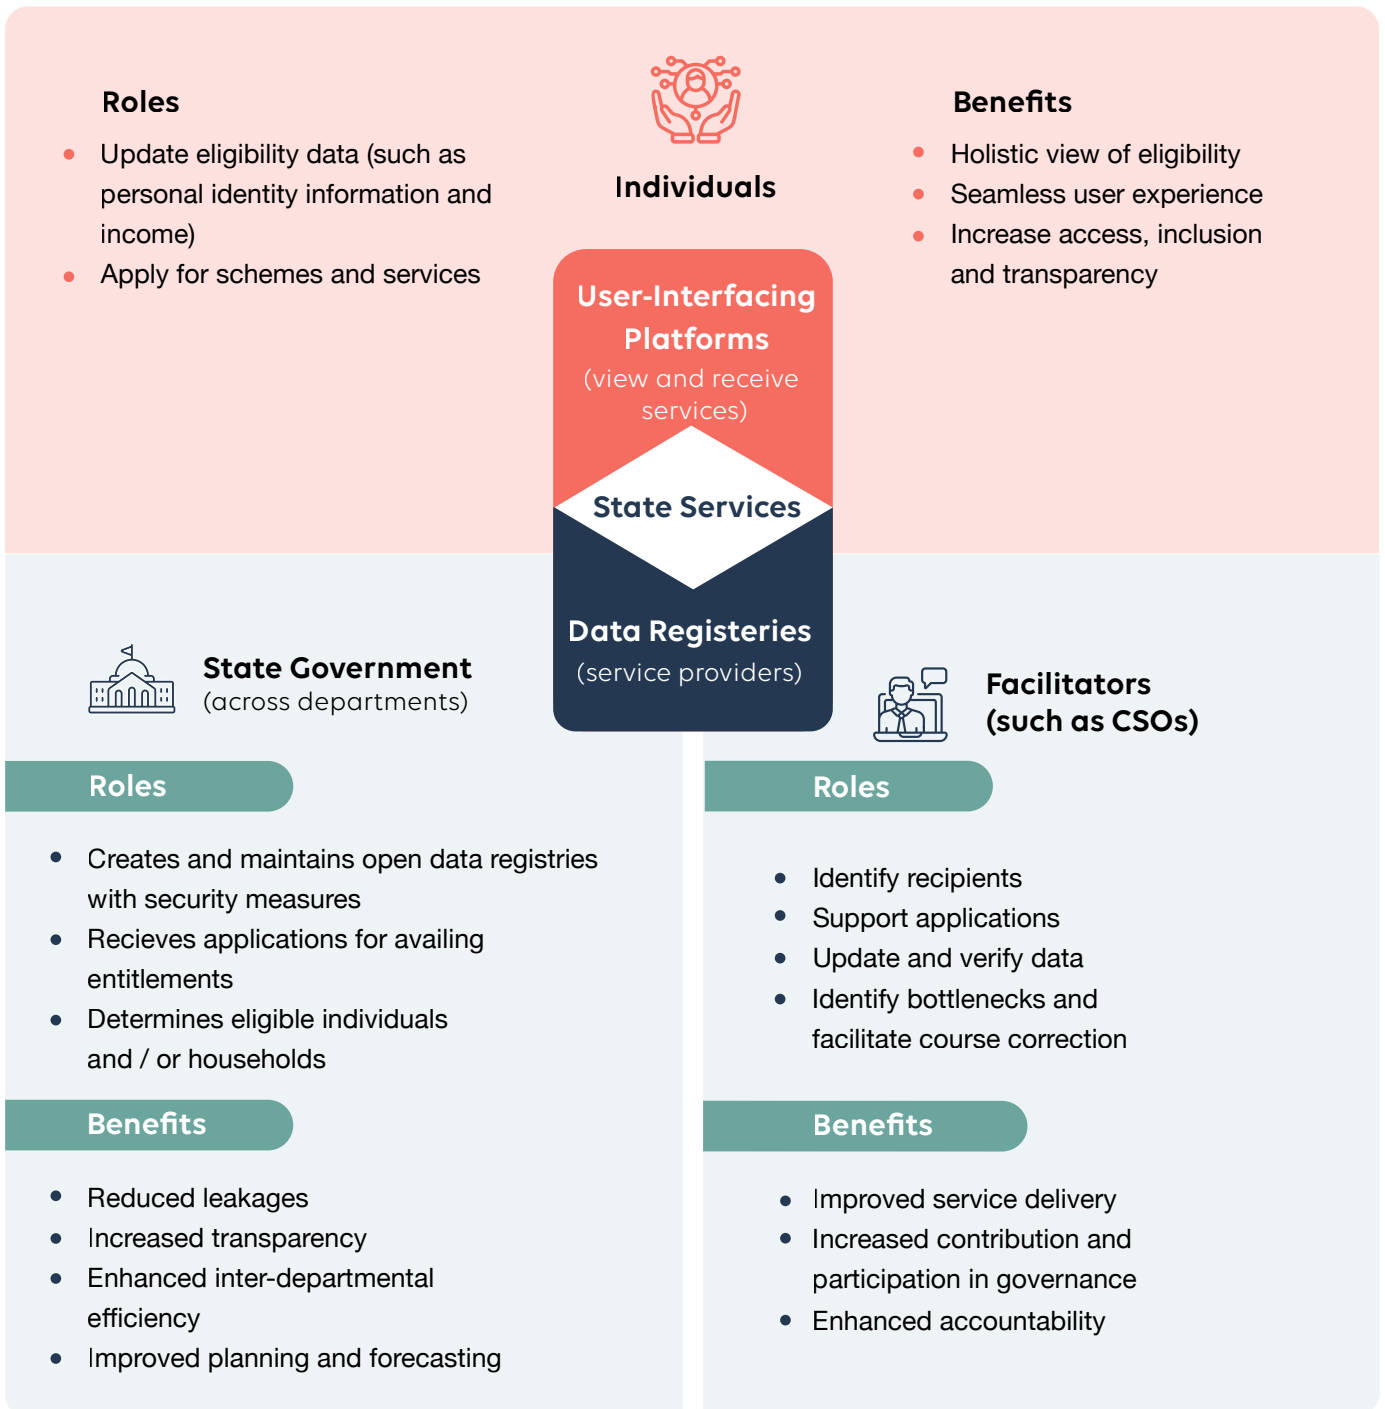 Roles
Update eligibility data (such as
personal identity information and
income)
Apply for schemes and services
Individuals
Benefits
Holistic view of eligibility
Seamless user experience
Increase access, inclusion
and transparency
User-Interfacing
Platforms
(view and receive
services)
State Services
Data Registeries
(service providers)
State Government
(across departments)
Roles
Creates and maintains open data registries
with security measures
Recieves applications for availing
entitlements
Determines eligible individuals
and / or households
Benefits
Reduced leakages
Increased transparency
Enhanced inter-departmental
efficiency
Improved planning and forecasting
Facilitators
(such as CSOs)
Roles
Identify recipients
Support applications
Update and verify data
Identify bottlenecks and
facilitate course correction
Benefits
Improved service delivery
Increased contribution and
participation in governance
Enhanced accountability